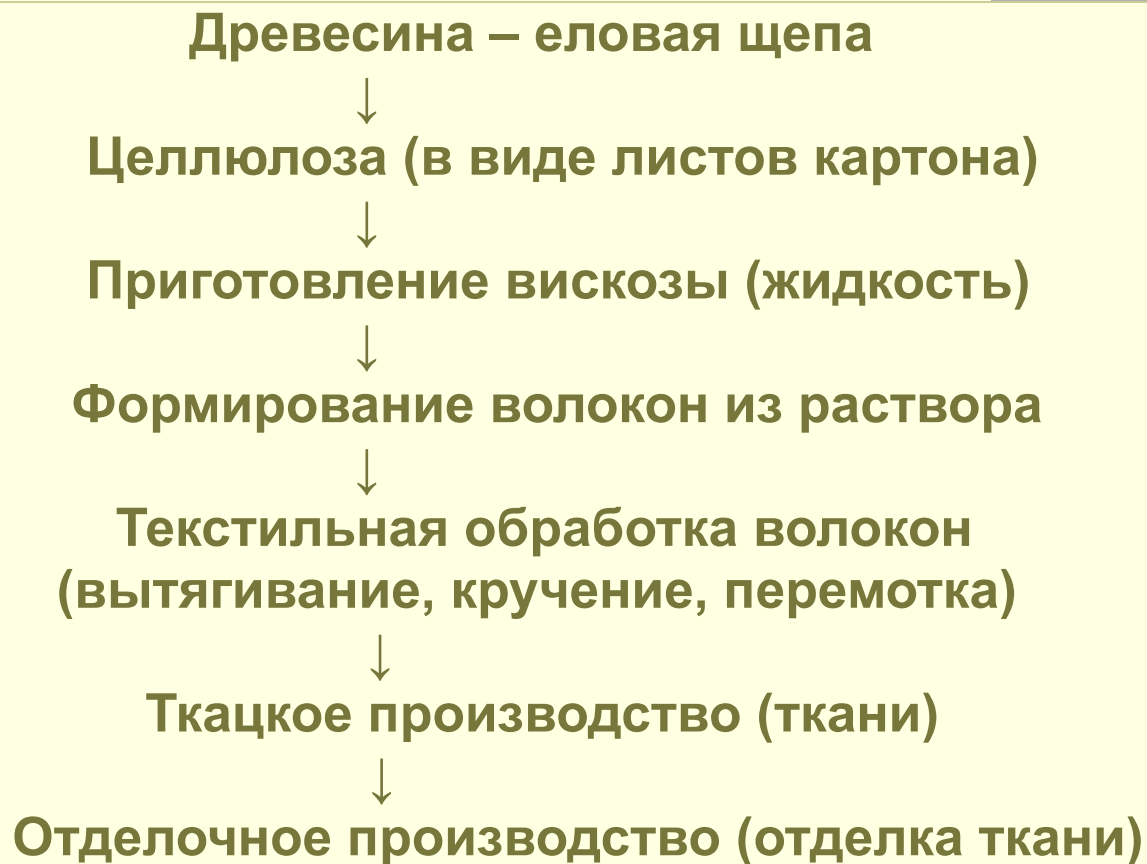 Древесина – еловая щепа
↓
Целлюлоза (в виде листов картона)
↓
Приготовление вискозы (жидкость)
↓
Формирование волокон из раствора
↓
Текстильная обработка волокон
(вытягивание, кручение, перемотка)
↓
Ткацкое производство (ткани)
↓
Отделочное производство (отделка ткани)